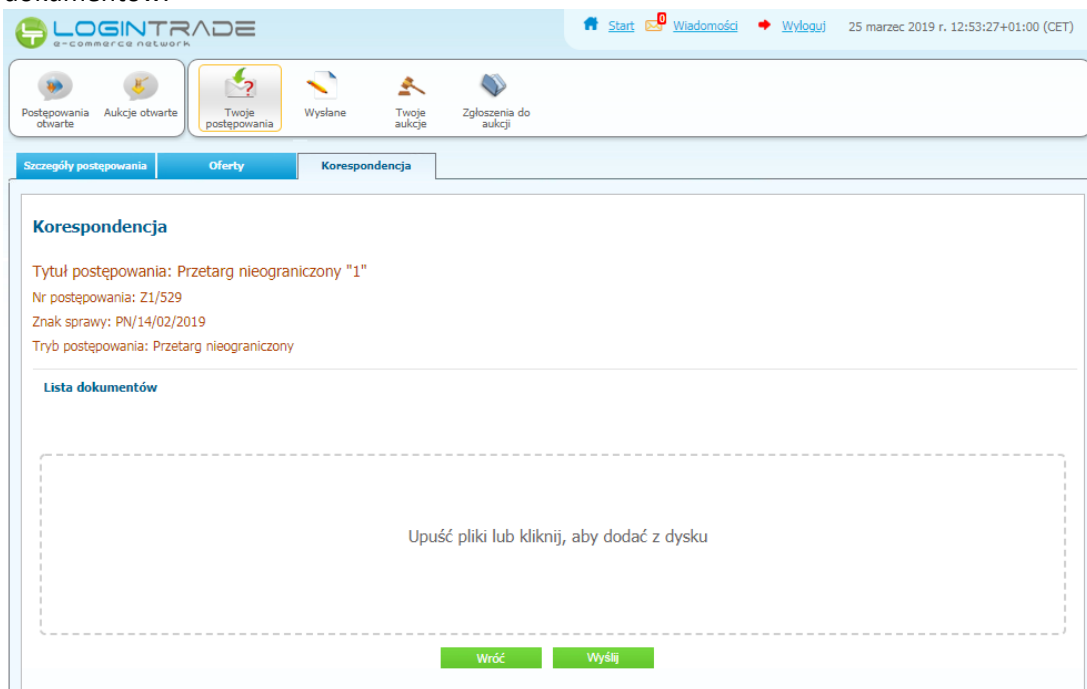 dokumentów:
LOGINTRADE
e-commerce network
Start 0 Wiadomości Wyloguj 25 marzec 2019 r. 12:53:27+01:00 (CET)
Postępowania otwarte
Aukcje otwarte
Twoje postępowania
Wysłane
Twoje aukcje
Zgłoszenia do aukcji
Szczegóły postępowania Oferty Korespondencja
Korespondencja
Tytuł postępowania: Przetarg nieograniczony "1"
Nr postępowania: Z1/529
Znak sprawy: PN/14/02/2019
Tryb postępowania: Przetarg nieograniczony
Lista dokumentów
Upuść pliki lub kliknij, aby dodać z dysku
Wróć Wyślij